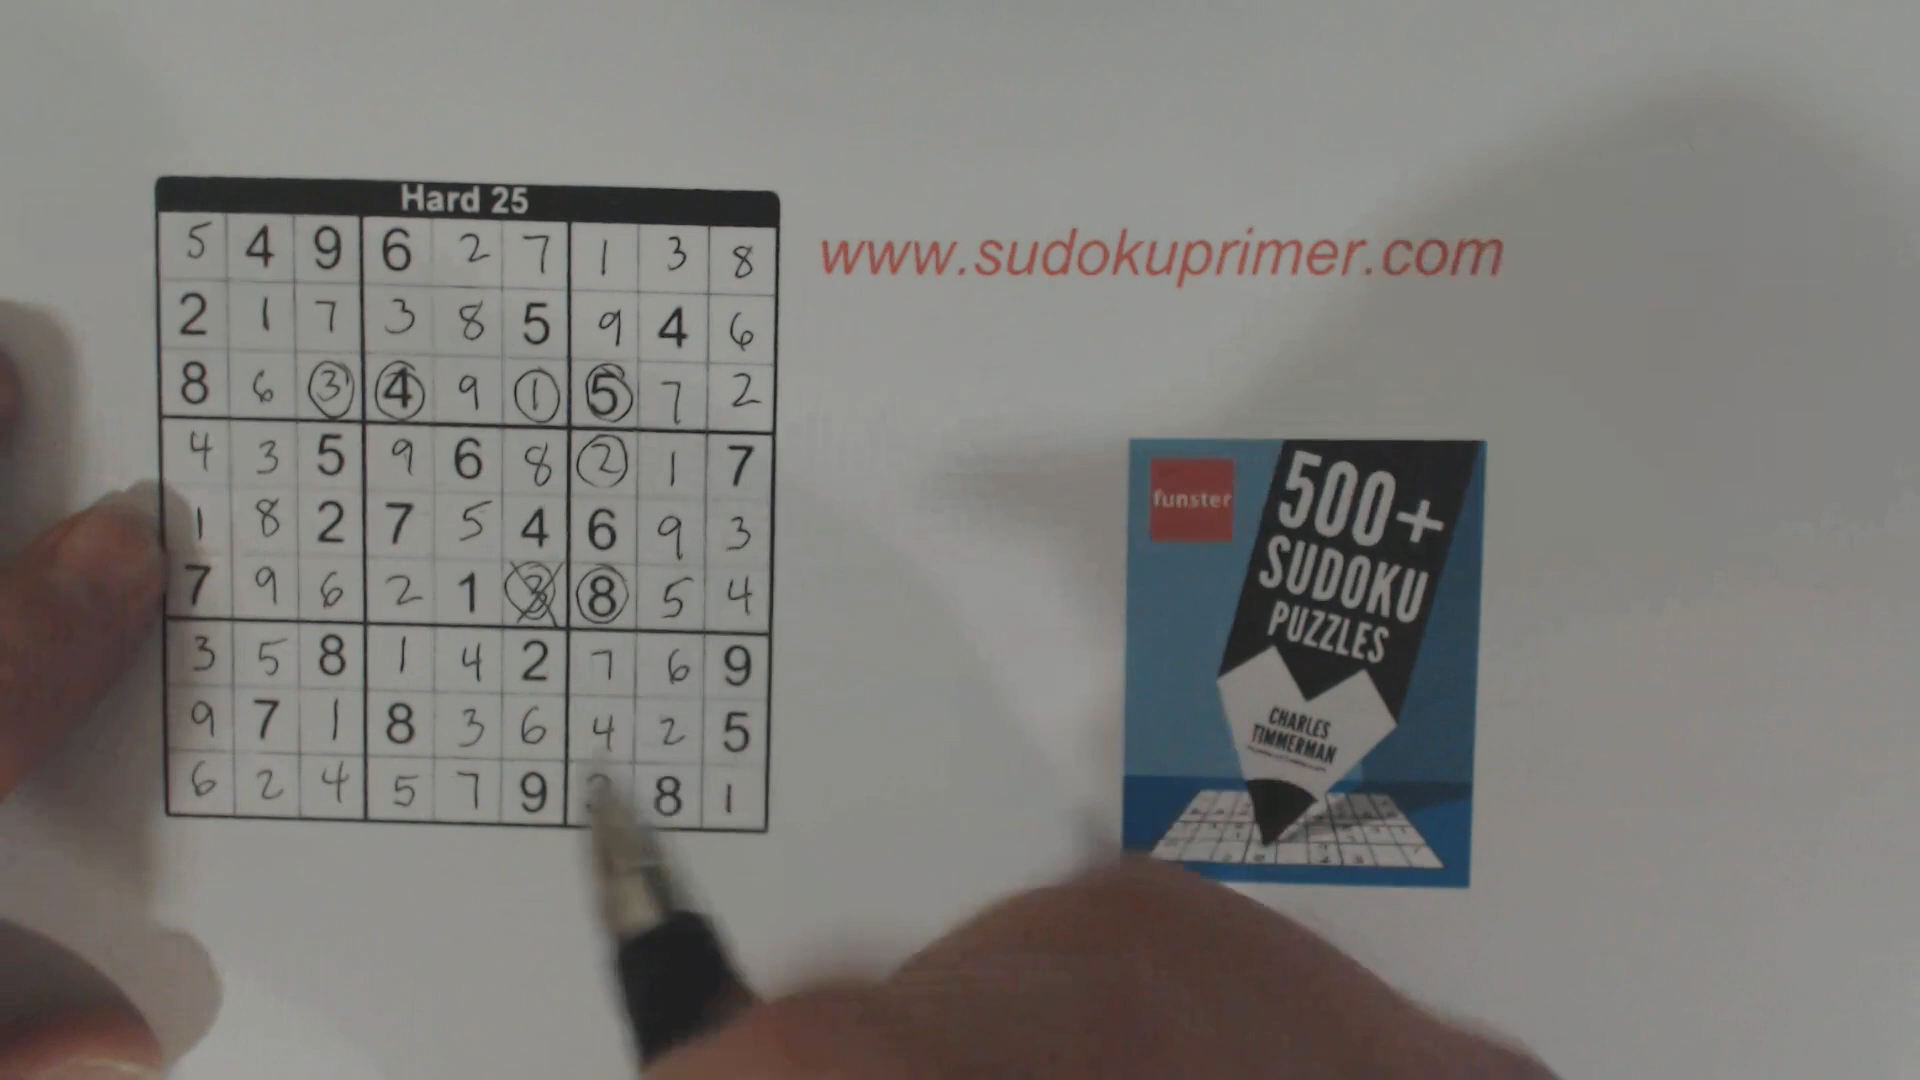 Hard 25
5 4 9 6 2 7 1 3 8
2 1 7 3 8 5 9 4 6
8 6 3 4 9 1 5 7 2
4 3 5 9 6 8 2 1 7
1 8 2 7 5 4 6 9 3
7 9 6 2 1 3 8 5 4
3 5 8 1 4 2 7 6 9
9 7 1 8 3 6 4 2 5
6 2 4 5 7 9 8 1
www.sudokuprimer.com
funster
500+
SUDOKU
PUZZLES
CHARLES
TIMMERMAN